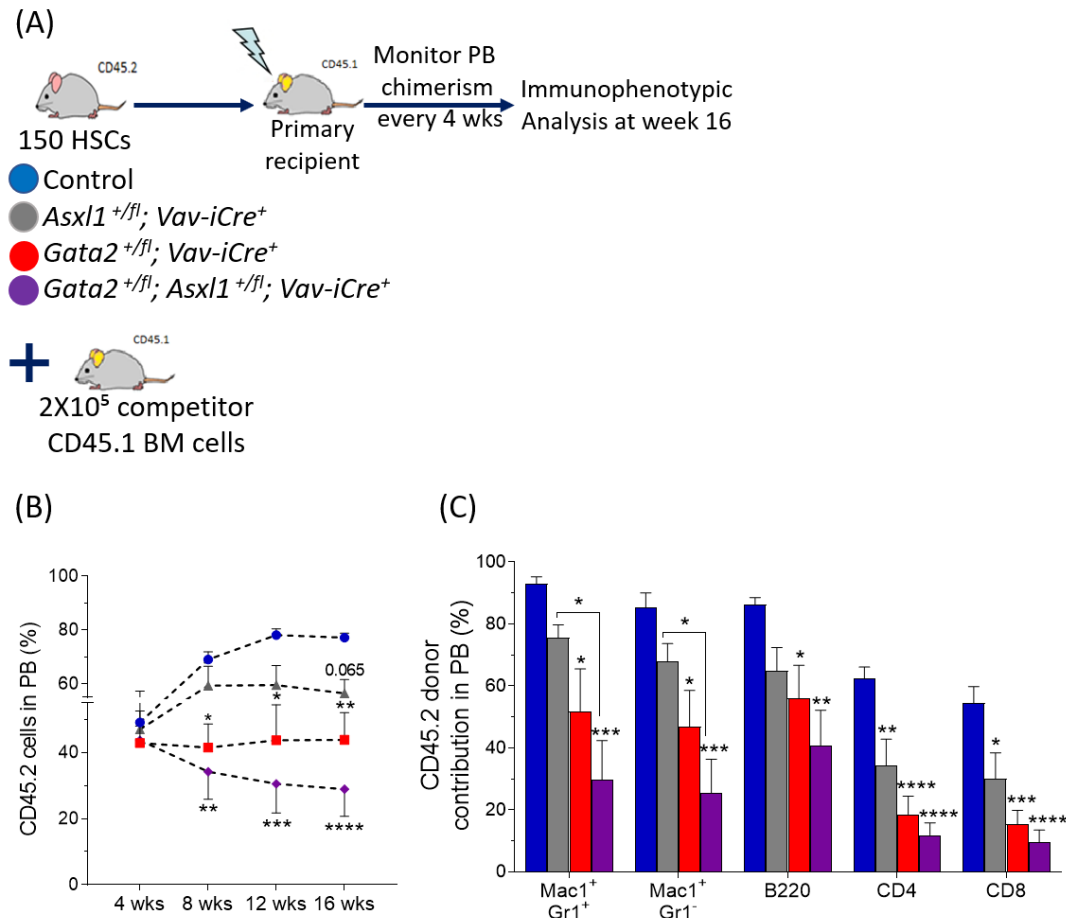 (A)
CD45.2
150 HSCs
CD45.1
Primary
recipient
Monitor PB
chimerism
every 4 wks
Immunophenotypic
Analysis at week 16
Control
Asxl1 +/fl; Vav-iCre+
Gata2 +/fl; Vav-iCre+
Gata2 +/fl; Asxl1 +/fl; Vav-iCre+
+
CD45.1
2X10⁵ competitor
CD45.1 BM cells
(B)
CD45.2 cells in PB (%)
100
80
60
40
20
0
0.065
**
*
*
**
***
****
4 wks 8 wks 12 wks 16 wks
(C)
CD45.2 donor
contribution in PB (%)
100
80
60
40
20
0
* * * * *
*** *** ** ** **** **** * *** ****
Mac1+
Gr1+
Mac1+
Gr1-
B220
CD4
CD8